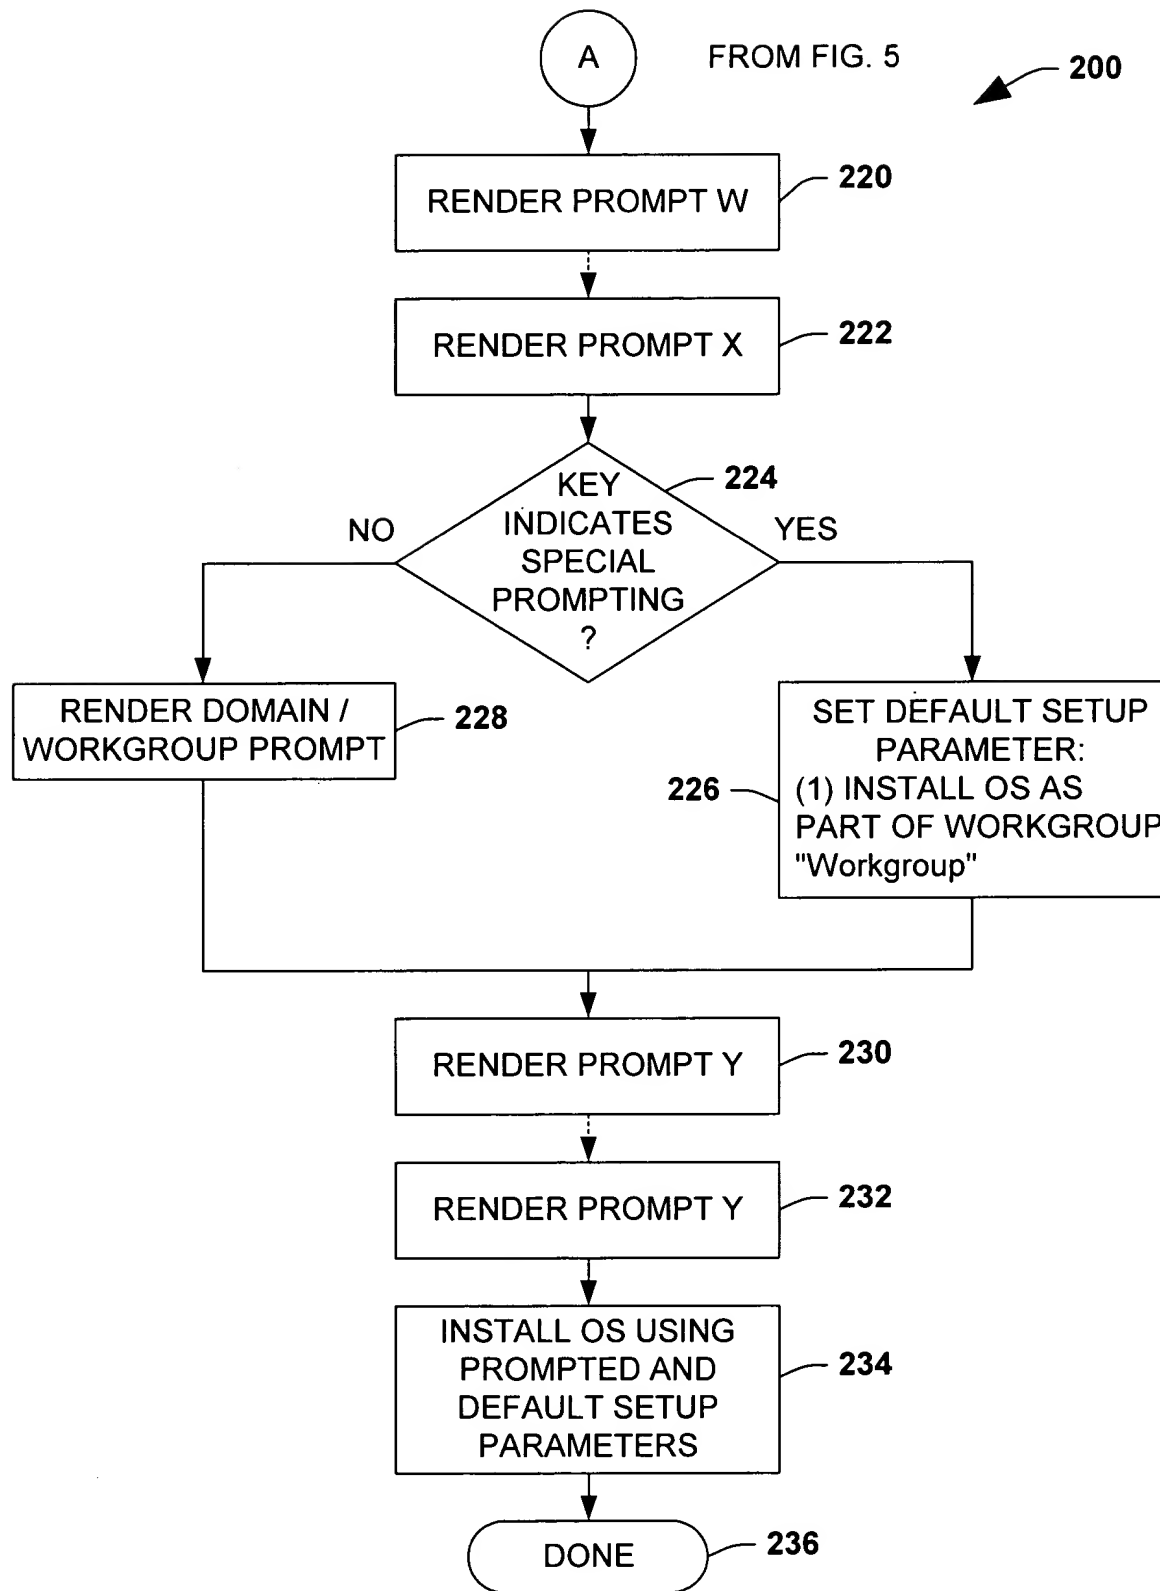 A
FROM FIG. 5
200
RENDER PROMPT W
220
RENDER PROMPT X
222
KEY
INDICATES
SPECIAL
PROMPTING
?
224
NO
YES
RENDER DOMAIN /
WORKGROUP PROMPT
228
SET DEFAULT SETUP
PARAMETER:
(1) INSTALL OS AS
PART OF WORKGROUP
"Workgroup"
226
RENDER PROMPT Y
230
RENDER PROMPT Y
232
INSTALL OS USING
PROMPTED AND
DEFAULT SETUP
PARAMETERS
234
DONE
236